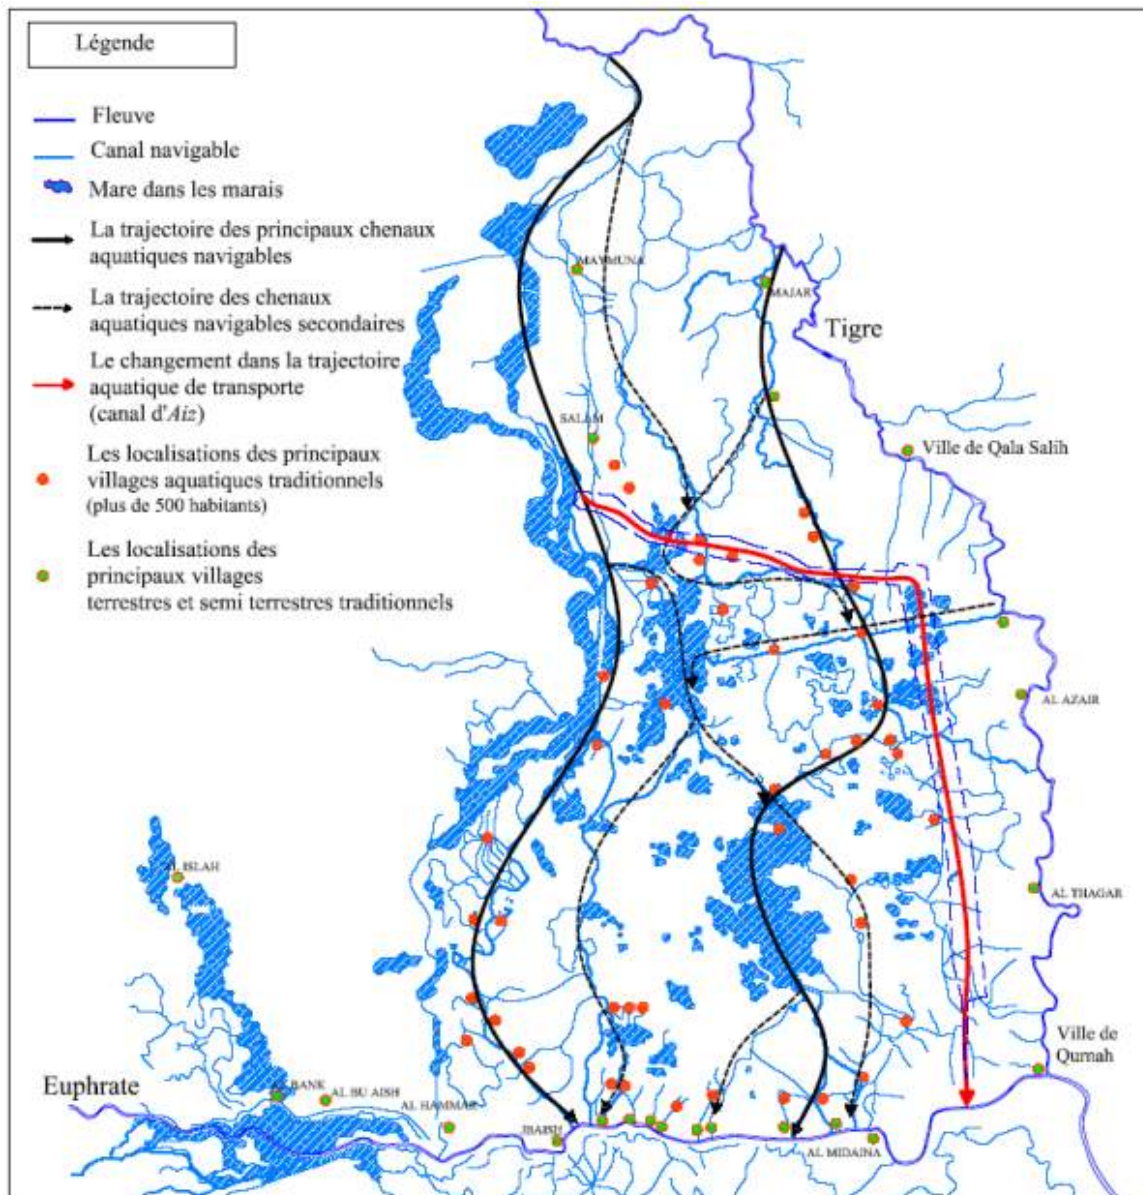 Légende
Fleuve
Canal navigable
Mare dans les marais
La trajectoire des principaux chenaux
aquatiques navigables
La trajectoire des chenaux
aquatiques navigables secondaires
Le changement dans la trajectoire
aquatique de transporte
(canal d'Aiz)
Les localisations des principaux
villages aquatiques traditionnels
(plus de 500 habitants)
Les localisations des
principaux villages
terrestres et semi terrestres traditionnels
MAYMUNA
MAJAR
Tigre
SALAM
Ville de Qala Salih
AL AZAIR
AL ISLAH
AL THAGAR
Ville de
Qurnah
Euphrate
AL BANK
AL BU AISH
AL HAMMAR
JBAISH
AL MIDAINA